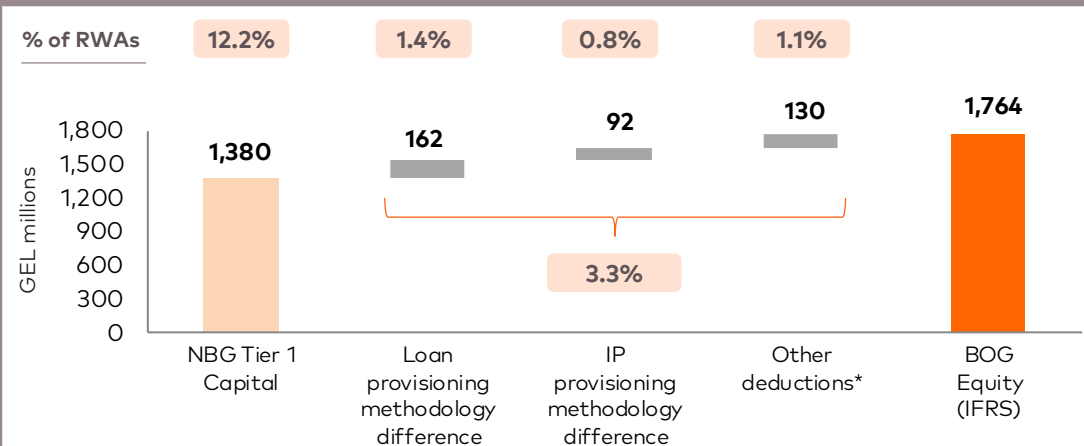 % of RWAs 12.2% 1.4% 0.8% 1.1%
1,380 162 92 130 1,764
GEL millions
1,800
1,500
1,200
900
600
300
0
3.3%
NBG Tier 1
Capital
Loan
provisioning
methodology
difference
IP
provisioning
methodology
difference
Other
deductions*
BOG
Equity
(IFRS)